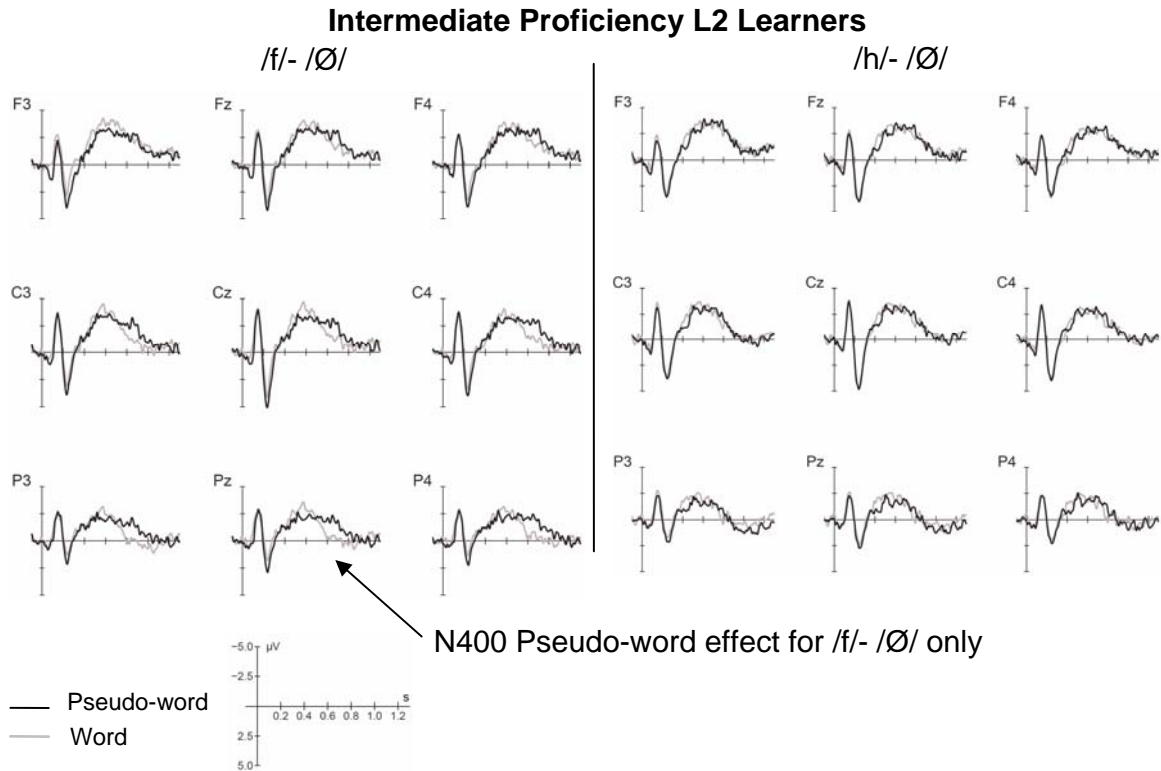 Intermediate Proficiency L2 Learners
/f/- /Ø/
/h/- /Ø/
F3 Fz F4
F3 Fz F4
C3 Cz C4
C3 Cz C4
P3 Pz P4
P3 Pz P4
N400 Pseudo-word effect for /f/- /Ø/ only
−5.0 µV
−2.5
s
0.2 0.4 0.6 0.8 1.0 1.2
2.5
5.0
Pseudo-word
Word